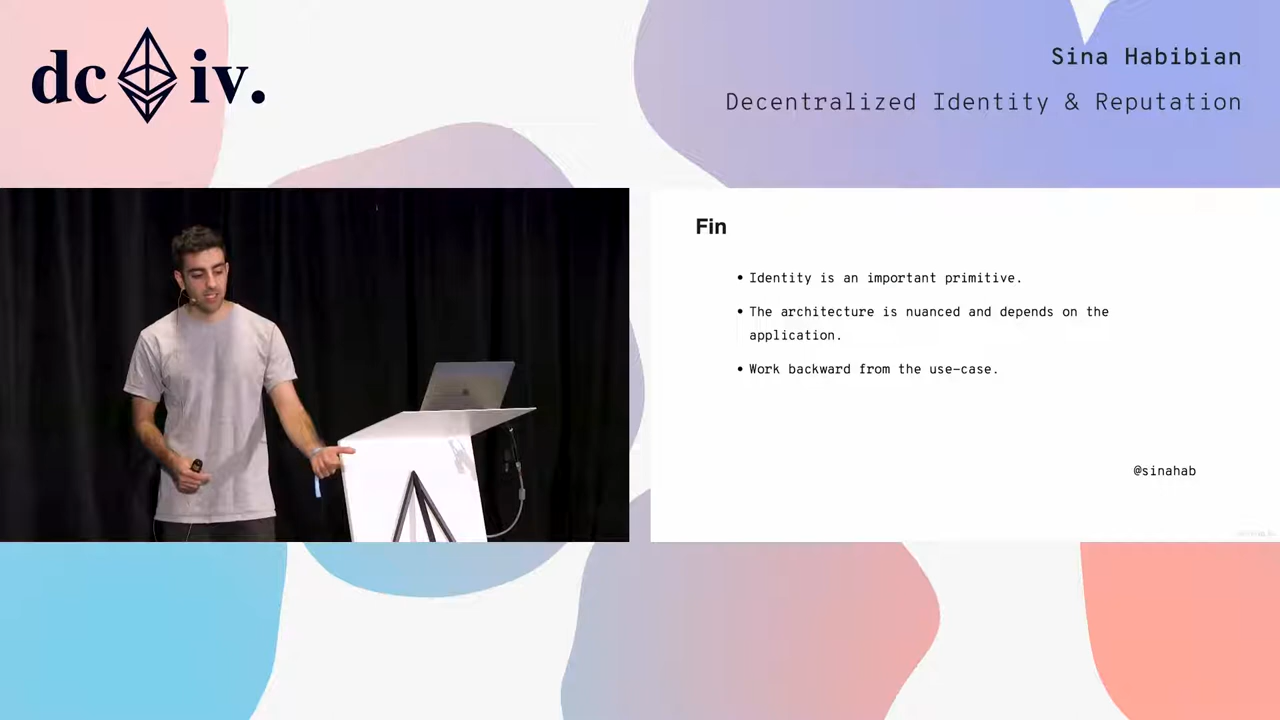 dc iv.
Sina Habibian
Decentralized Identity & Reputation
Fin
• Identity is an important primitive.
• The architecture is nuanced and depends on the
application.
• Work backward from the use-case.
@sinahab